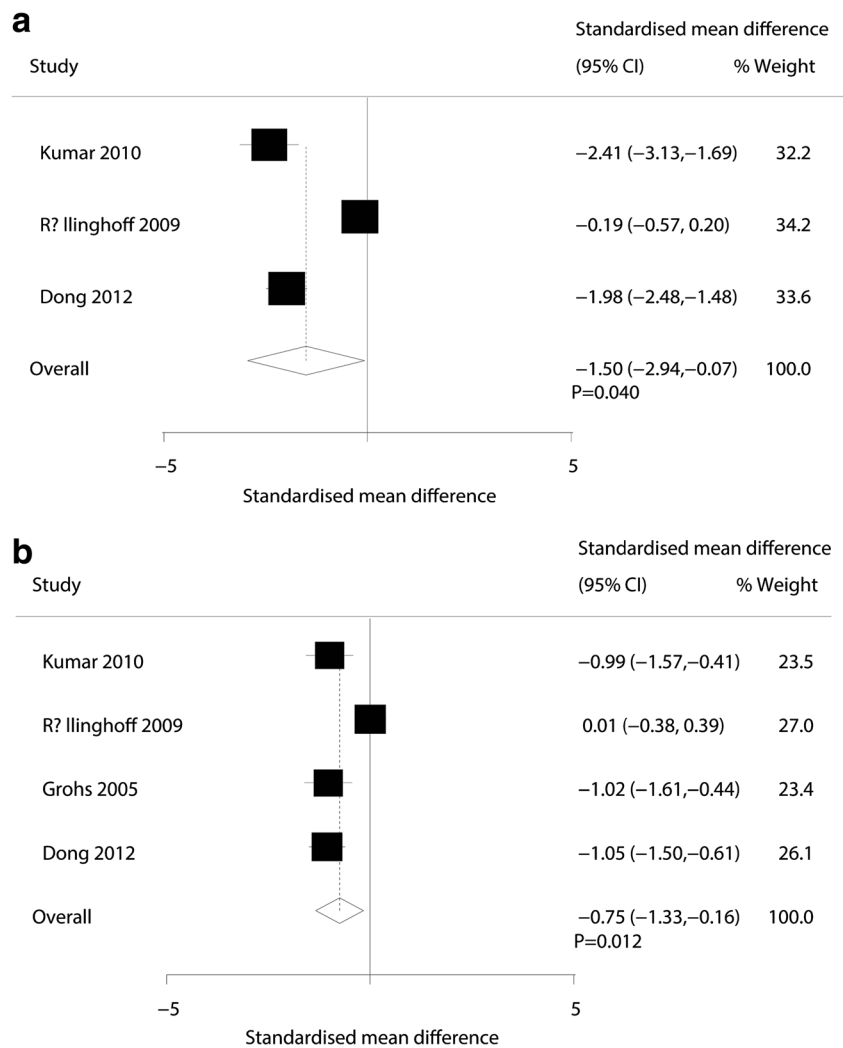 a
Standardised mean difference
Study (95% CI) % Weight
Kumar 2010 −2.41 (−3.13,−1.69) 32.2
R? llinghoff 2009 −0.19 (−0.57, 0.20) 34.2
Dong 2012 −1.98 (−2.48,−1.48) 33.6
Overall −1.50 (−2.94,−0.07) 100.0
P=0.040
−5 5
Standardised mean difference
b
Standardised mean difference
Study (95% CI) % Weight
Kumar 2010 −0.99 (−1.57,−0.41) 23.5
R? llinghoff 2009 0.01 (−0.38, 0.39) 27.0
Grohs 2005 −1.02 (−1.61,−0.44) 23.4
Dong 2012 −1.05 (−1.50,−0.61) 26.1
Overall −0.75 (−1.33,−0.16) 100.0
P=0.012
−5 5
Standardised mean difference